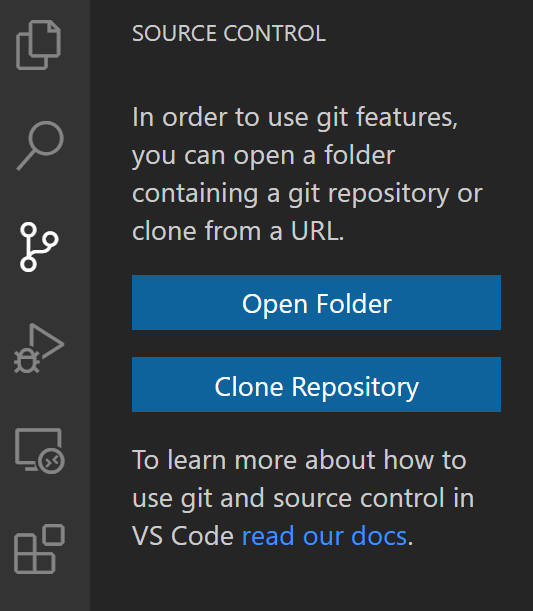 SOURCE CONTROL
In order to use git features,
you can open a folder
containing a git repository or
clone from a URL.
Open Folder
Clone Repository
To learn more about how to
use git and source control in
VS Code read our docs.